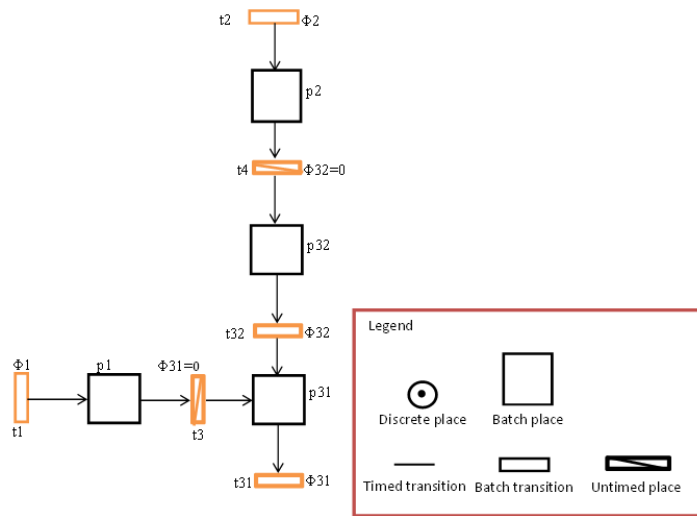 t2 Φ2
p2
t4 Φ32=0
p32
t32 Φ32
Φ1 p1 Φ31=0 p31
t1 t3
t31 Φ31
Legend
Discrete place Batch place
Timed transition Batch transition Untimed place